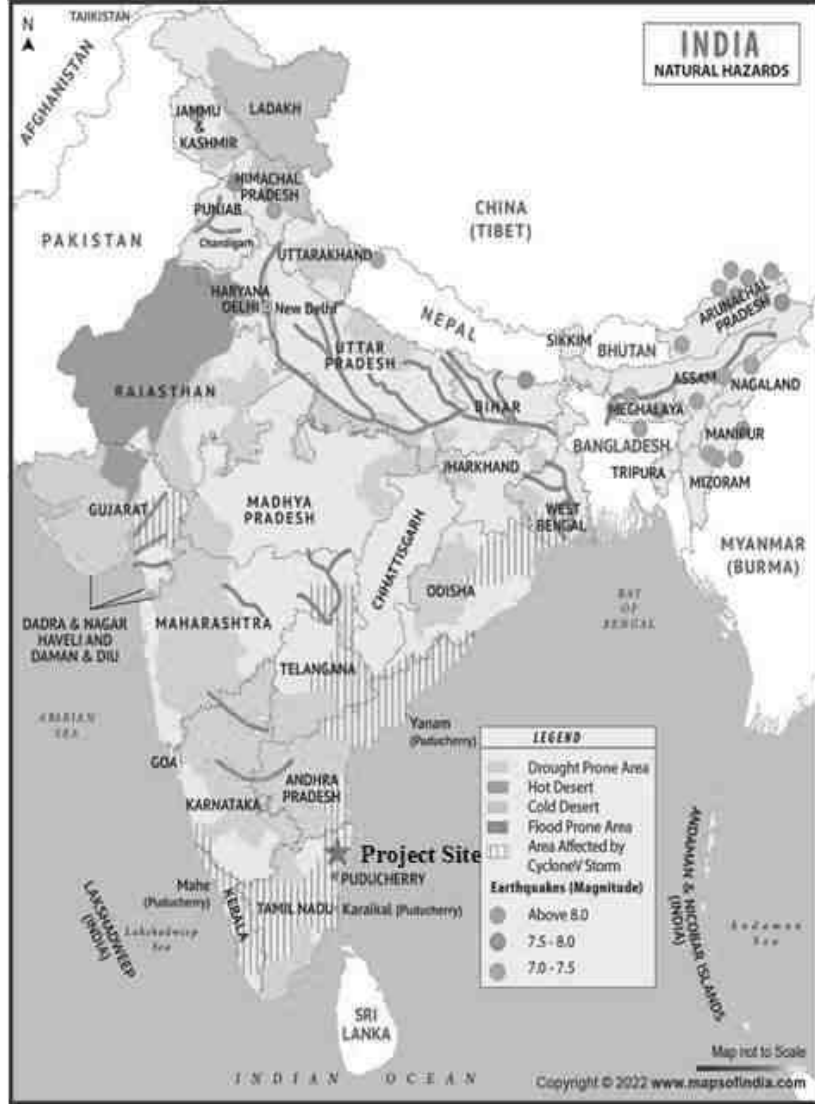 N
TAJIKISTAN
INDIA
NATURAL HAZARDS
AFGHANISTAN
LADAKH
JAMMU
&
KASHMIR
HIMACHAL
PRADESH
PUNJAB
CHINA
(TIBET)
PAKISTAN
Chandigarh
UTTARAKHAND
HARYANA
DELHI
New Delhi
NEPAL
ARUNACHAL
PRADESH
SIKKIM
BHUTAN
UTTAR
PRADESH
RAJASTHAN
ASSAM
NAGALAND
BIHAR
MEGHALAYA
BANGLADESH
MANIPUR
JHARKHAND
TRIPURA
MIZORAM
GUJARAT
MADHYA
PRADESH
WEST
BENGAL
CHHATTISGARH
MYANMAR
(BURMA)
ODISHA
BAY
OF
BENGAL
DADRA & NAGAR
HAVELI AND
DAMAN & DIU
MAHARASHTRA
TELANGANA
ARABIAN
SEA
Yanam
(Puducherry)
GOA
ANDHRA
PRADESH
KARNATAKA
LEGEND
Drought Prone Area
Hot Desert
Cold Desert
Flood Prone Area
Area Affected by
CycloneV Storm
Earthquakes (Magnitude)
Above 8.0
7.5 - 8.0
7.0 - 7.5
Project Site
PUDUCHERRY
Mahe
(Puducherry)
KERALA
TAMIL NADU
Karaikal (Puducherry)
LAKSHADWEEP
(INDIA)
Lakshadweep
Sea
ANDAMAN & NICOBAR ISLANDS
(INDIA)
Andaman
Sea
SRI
LANKA
INDIAN OCEAN
Map not to Scale
Copyright © 2022 www.mapsofindia.com